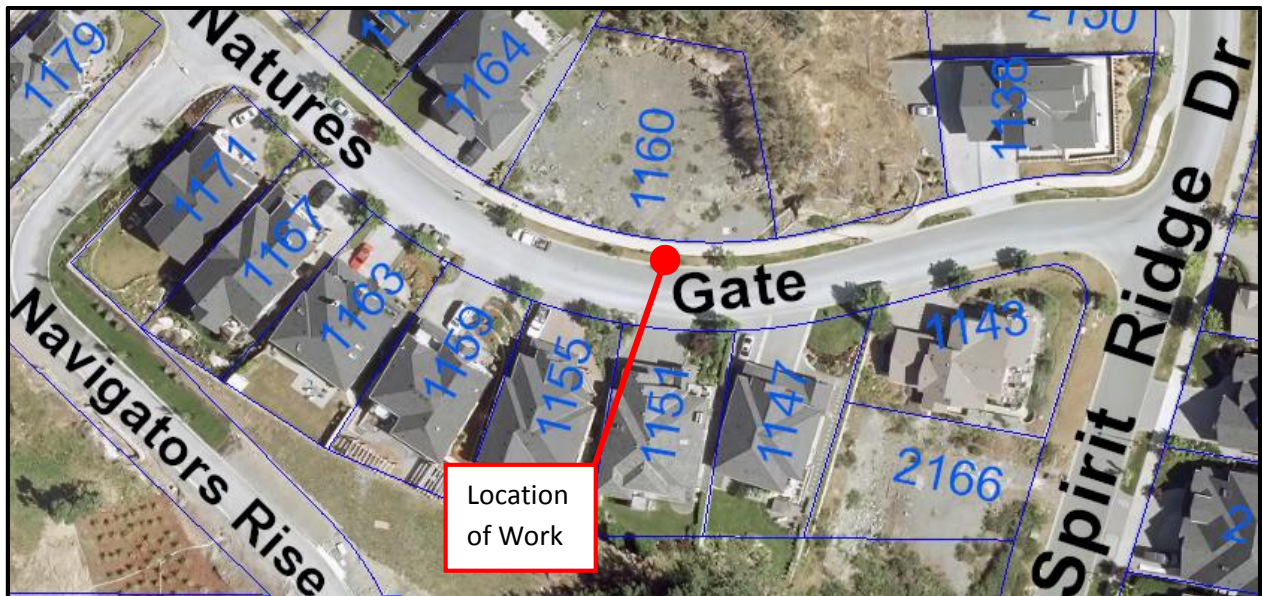 1179
Natures
1164
1160
1138
2150
Dr
1171
1167
1163
1159
1155
1151
1147
1143
Gate
Ridge
2166
Navigators Rise
Spirit
Location
of Work